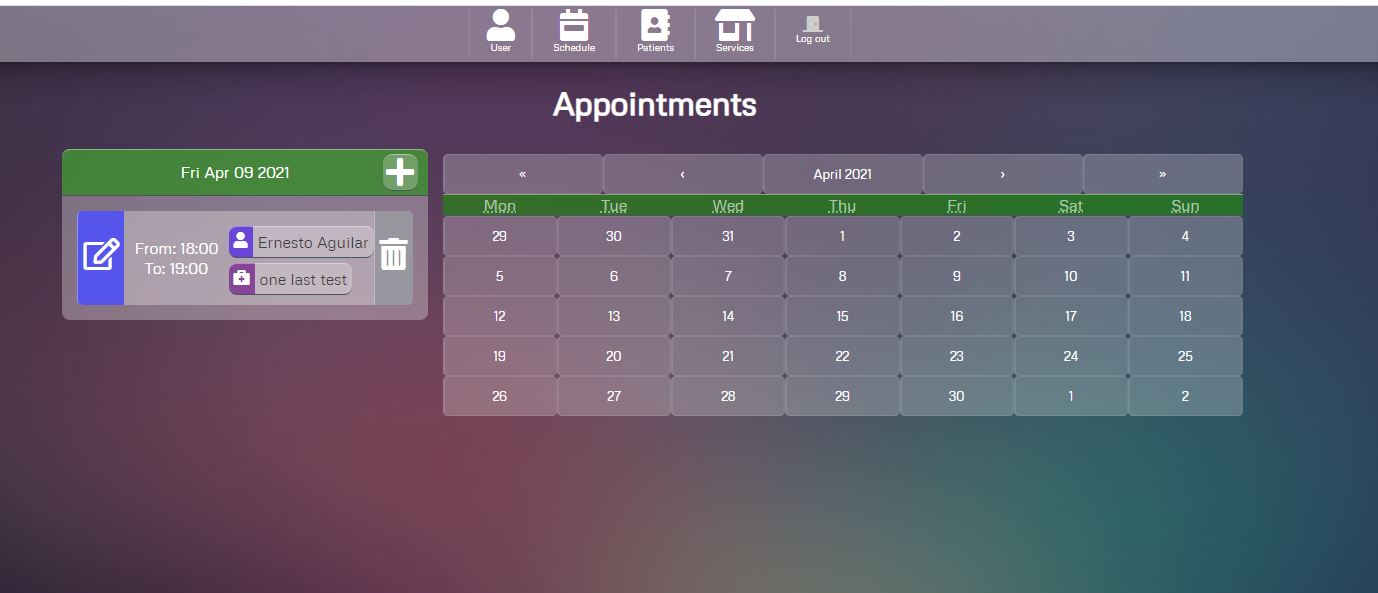 User Schedule Patients Services Log out
Appointments
Fri Apr 09 2021
From: 18:00
To: 19:00
Ernesto Aguilar
one last test
« ‹ April 2021 › »
Mon Tue Wed Thu Fri Sat Sun
29 30 31 1 2 3 4
5 6 7 8 9 10 11
12 13 14 15 16 17 18
19 20 21 22 23 24 25
26 27 28 29 30 1 2